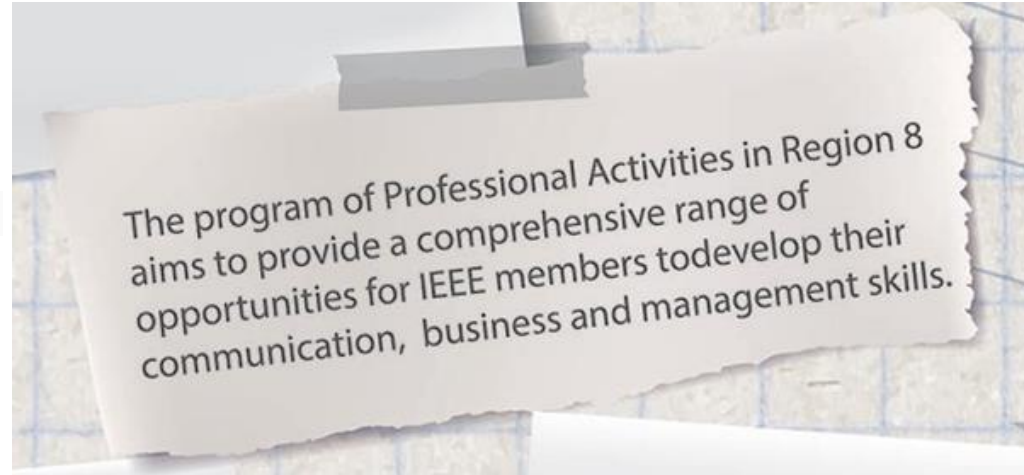 The program of Professional Activities in Region 8
aims to provide a comprehensive range of
opportunities for IEEE members todevelop their
communication,  business and management skills.